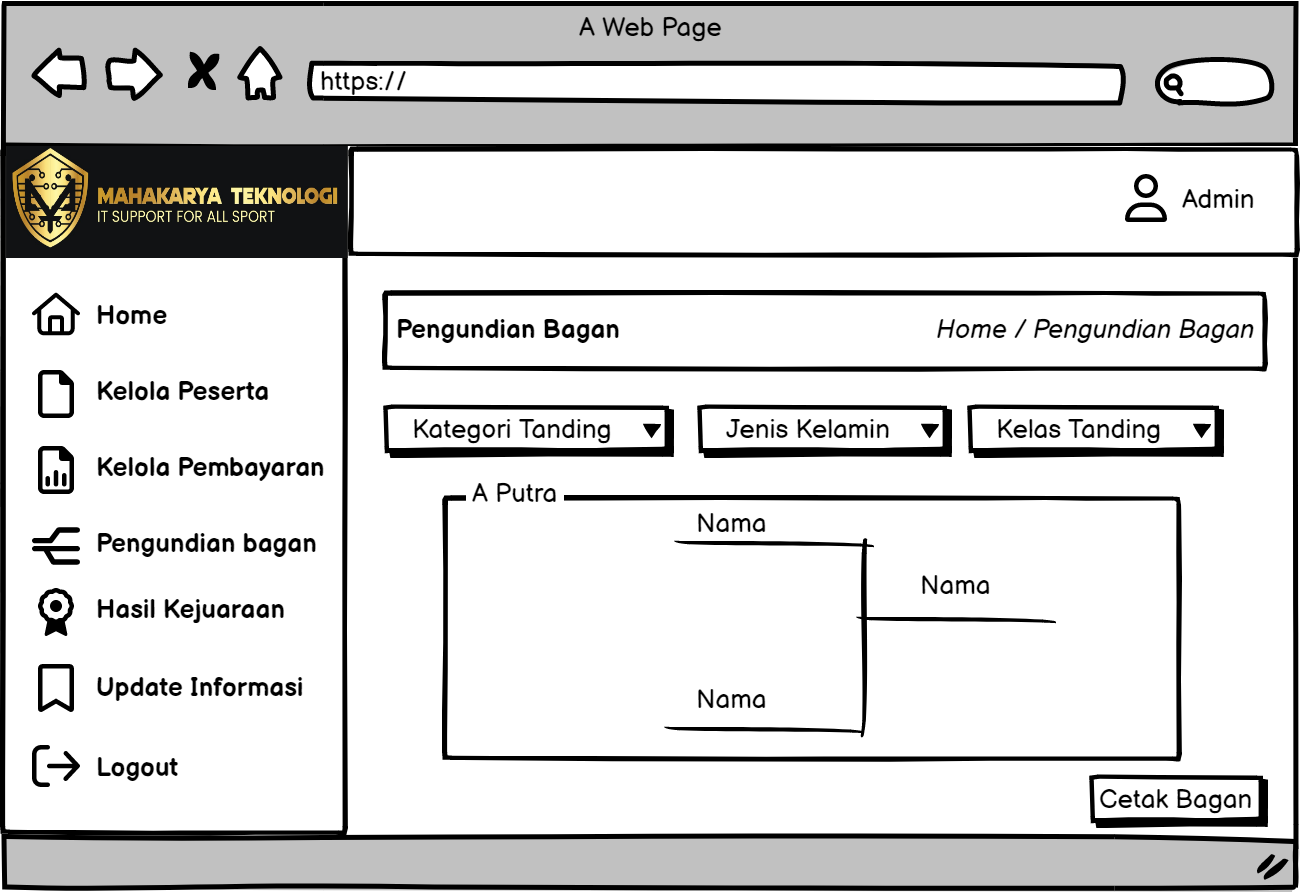 A Web Page
https://
MAHAKARYA TEKNOLOGI
IT SUPPORT FOR ALL SPORT
Admin
Home
Kelola Peserta
Kelola Pembayaran
Pengundian bagan
Hasil Kejuaraan
Update Informasi
Logout
Pengundian Bagan
Home / Pengundian Bagan
Kategori Tanding
Jenis Kelamin
Kelas Tanding
A Putra
Nama
Nama
Nama
Cetak Bagan